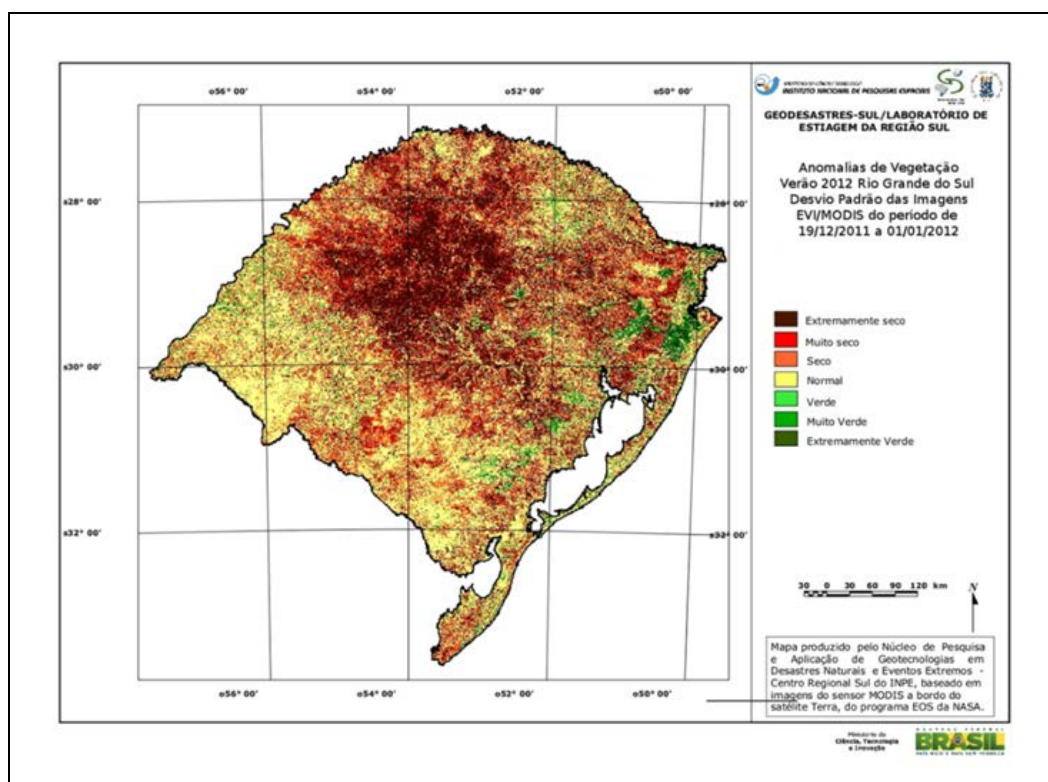 INSTITUTO NACIONAL DE PESQUISAS ESPACIAIS
GEODESASTRES-SUL/LABORATÓRIO DE
ESTIAGEM DA REGIÃO SUL
Anomalias de Vegetação
Verão 2012 Rio Grande do Sul
Desvio Padrão das Imagens
EVI/MODIS do período de
19/12/2011 a 01/01/2012
o56° 00' o54° 00' o52° 00' o50° 00'
s28° 00' s28° 00'
s30° 00' s30° 00'
s32° 00' s32° 00'
o56° 00' o54° 00' o52° 00' o50° 00'
Extremamente seco
Muito seco
Seco
Normal
Verde
Muito Verde
Extremamente Verde
30 0 30 60 90 120 km
N
Mapa produzido pelo Núcleo de Pesquisa
e Aplicação de Geotecnologias em
Desastres Naturais e Eventos Extremos -
Centro Regional Sul do INPE, baseado em
imagens do sensor MODIS a bordo do
satélite Terra, do programa EOS da NASA.
Ministério da
Ciência, Tecnologia
e Inovação
BRASIL